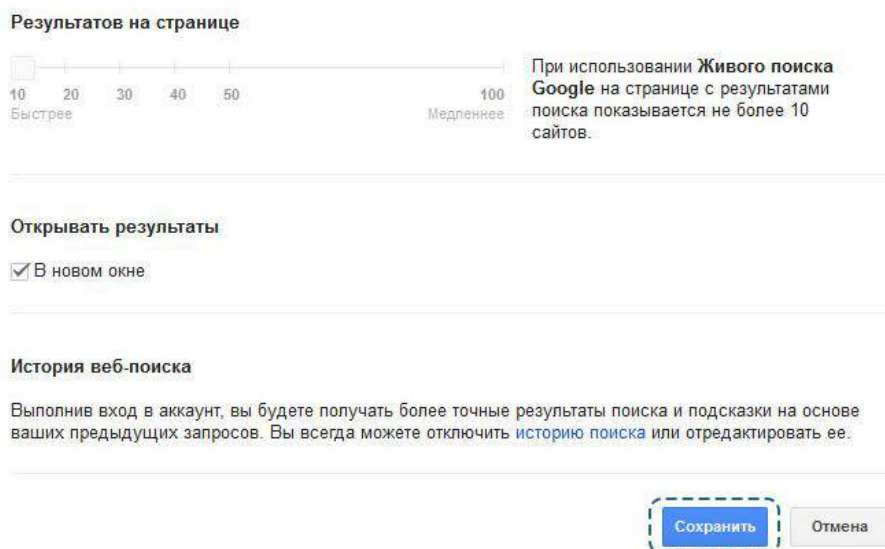 Результатов на странице
10 20 30 40 50 100
Быстрее Медленнее
При использовании Живого поиска
Google на странице с результатами
поиска показывается не более 10
сайтов.
Открывать результаты
В новом окне
История веб-поиска
Выполнив вход в аккаунт, вы будете получать более точные результаты поиска и подсказки на основе
ваших предыдущих запросов. Вы всегда можете отключить историю поиска или отредактировать ее.
Сохранить Отмена